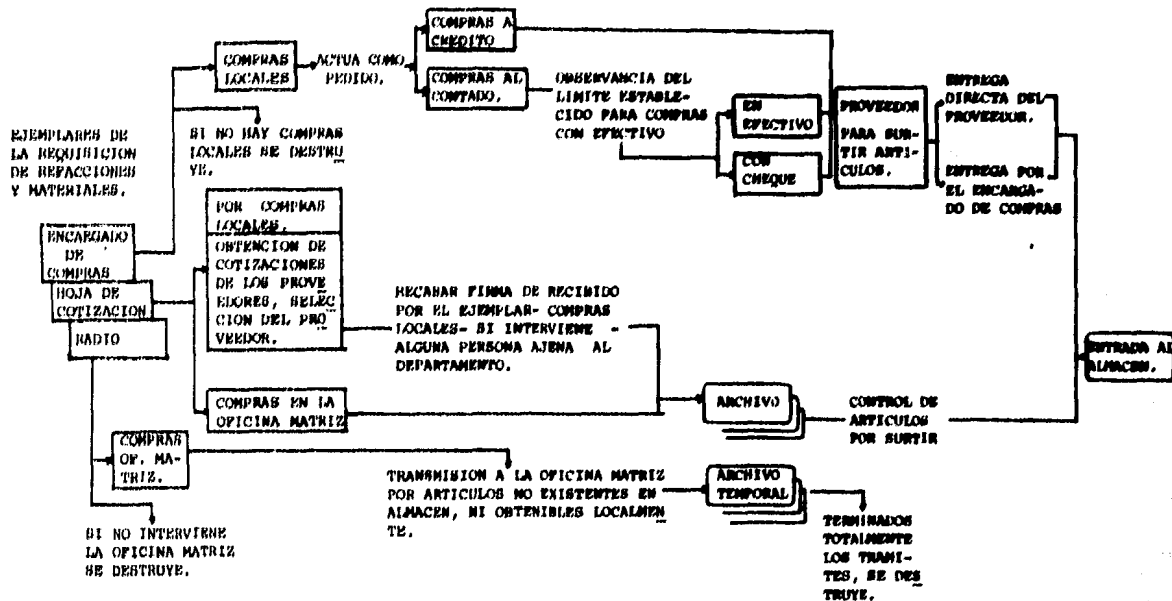 COMPRAS A
CREDITO
COMPRAS
LOCALES
ACTUA COMO
PEDIDO.
COMPRAS AL
CONTADO.
OBSERVANCIA DEL
LIMITE ESTABLE-
CIDO PARA COMPRAS
CON EFECTIVO
EN
EFECTIVO
CON
CHEQUE
PROVEEDOR
PARA SUR-
TIR ARTI-
CULOS.
ENTREGA
DIRECTA DEL
PROVEEDOR.
ENTREGA POR
EL ENCARGA-
DO DE COMPRAS
EJEMPLARES DE
LA REQUISICION
DE REFACCIONES
Y MATERIALES.
SI NO HAY COMPRAS
LOCALES SE DESTRU
YE.
ENCARGADO
DE
COMPRAS
HOJA DE
COTIZACION
RADIO
POR COMPRAS
LOCALES.
OBTENCION DE
COTIZACIONES
DE LOS PROVE
EDORES, SELEC
CION DEL PRO
VEEDOR.
RECABAR FIRMA DE RECIBIDO
POR EL EJEMPLAR- COMPRAS
LOCALES- SI INTERVIENE -
ALGUNA PERSONA AJENA AL
DEPARTAMENTO.
COMPRAS EN LA
OFICINA MATRIZ
ARCHIVO
CONTROL DE
ARTICULOS
POR SURTIR
ENTRADA AL
ALMACEN.
COMPRAS
OF. MA-
TRIZ.
TRANSMISION A LA OFICINA MATRIZ
POR ARTICULOS NO EXISTENTES EN
ALMACEN, NI OBTENIBLES LOCALMEN
TE.
ARCHIVO
TEMPORAL
TERMINADOS
TOTALMENTE
LOS TRAMI-
TES, SE DES
TRUYE.
SI NO INTERVIENE
LA OFICINA MATRIZ
SE DESTRUYE.